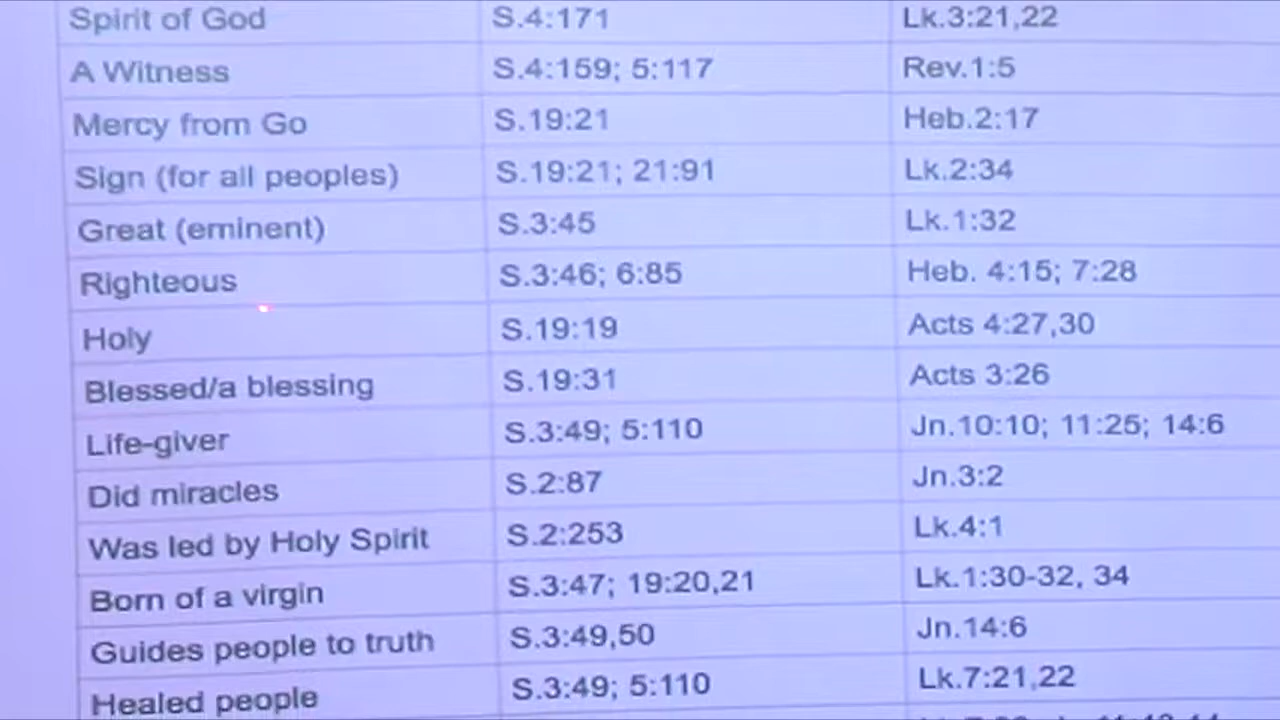 Spirit of God S.4:171 Lk.3:21,22
A Witness S.4:159; 5:117 Rev.1:5
Mercy from Go S.19:21 Heb.2:17
Sign (for all peoples) S.19:21; 21:91 Lk.2:34
Great (eminent) S.3:45 Lk.1:32
Righteous S.3:46; 6:85 Heb. 4:15; 7:28
Holy S.19:19 Acts 4:27,30
Blessed/a blessing S.19:31 Acts 3:26
Life-giver S.3:49; 5:110 Jn.10:10; 11:25; 14:6
Did miracles S.2:87 Jn.3:2
Was led by Holy Spirit S.2:253 Lk.4:1
Born of a virgin S.3:47; 19:20,21 Lk.1:30-32, 34
Guides people to truth S.3:49,50 Jn.14:6
Healed people S.3:49; 5:110 Lk.7:21,22